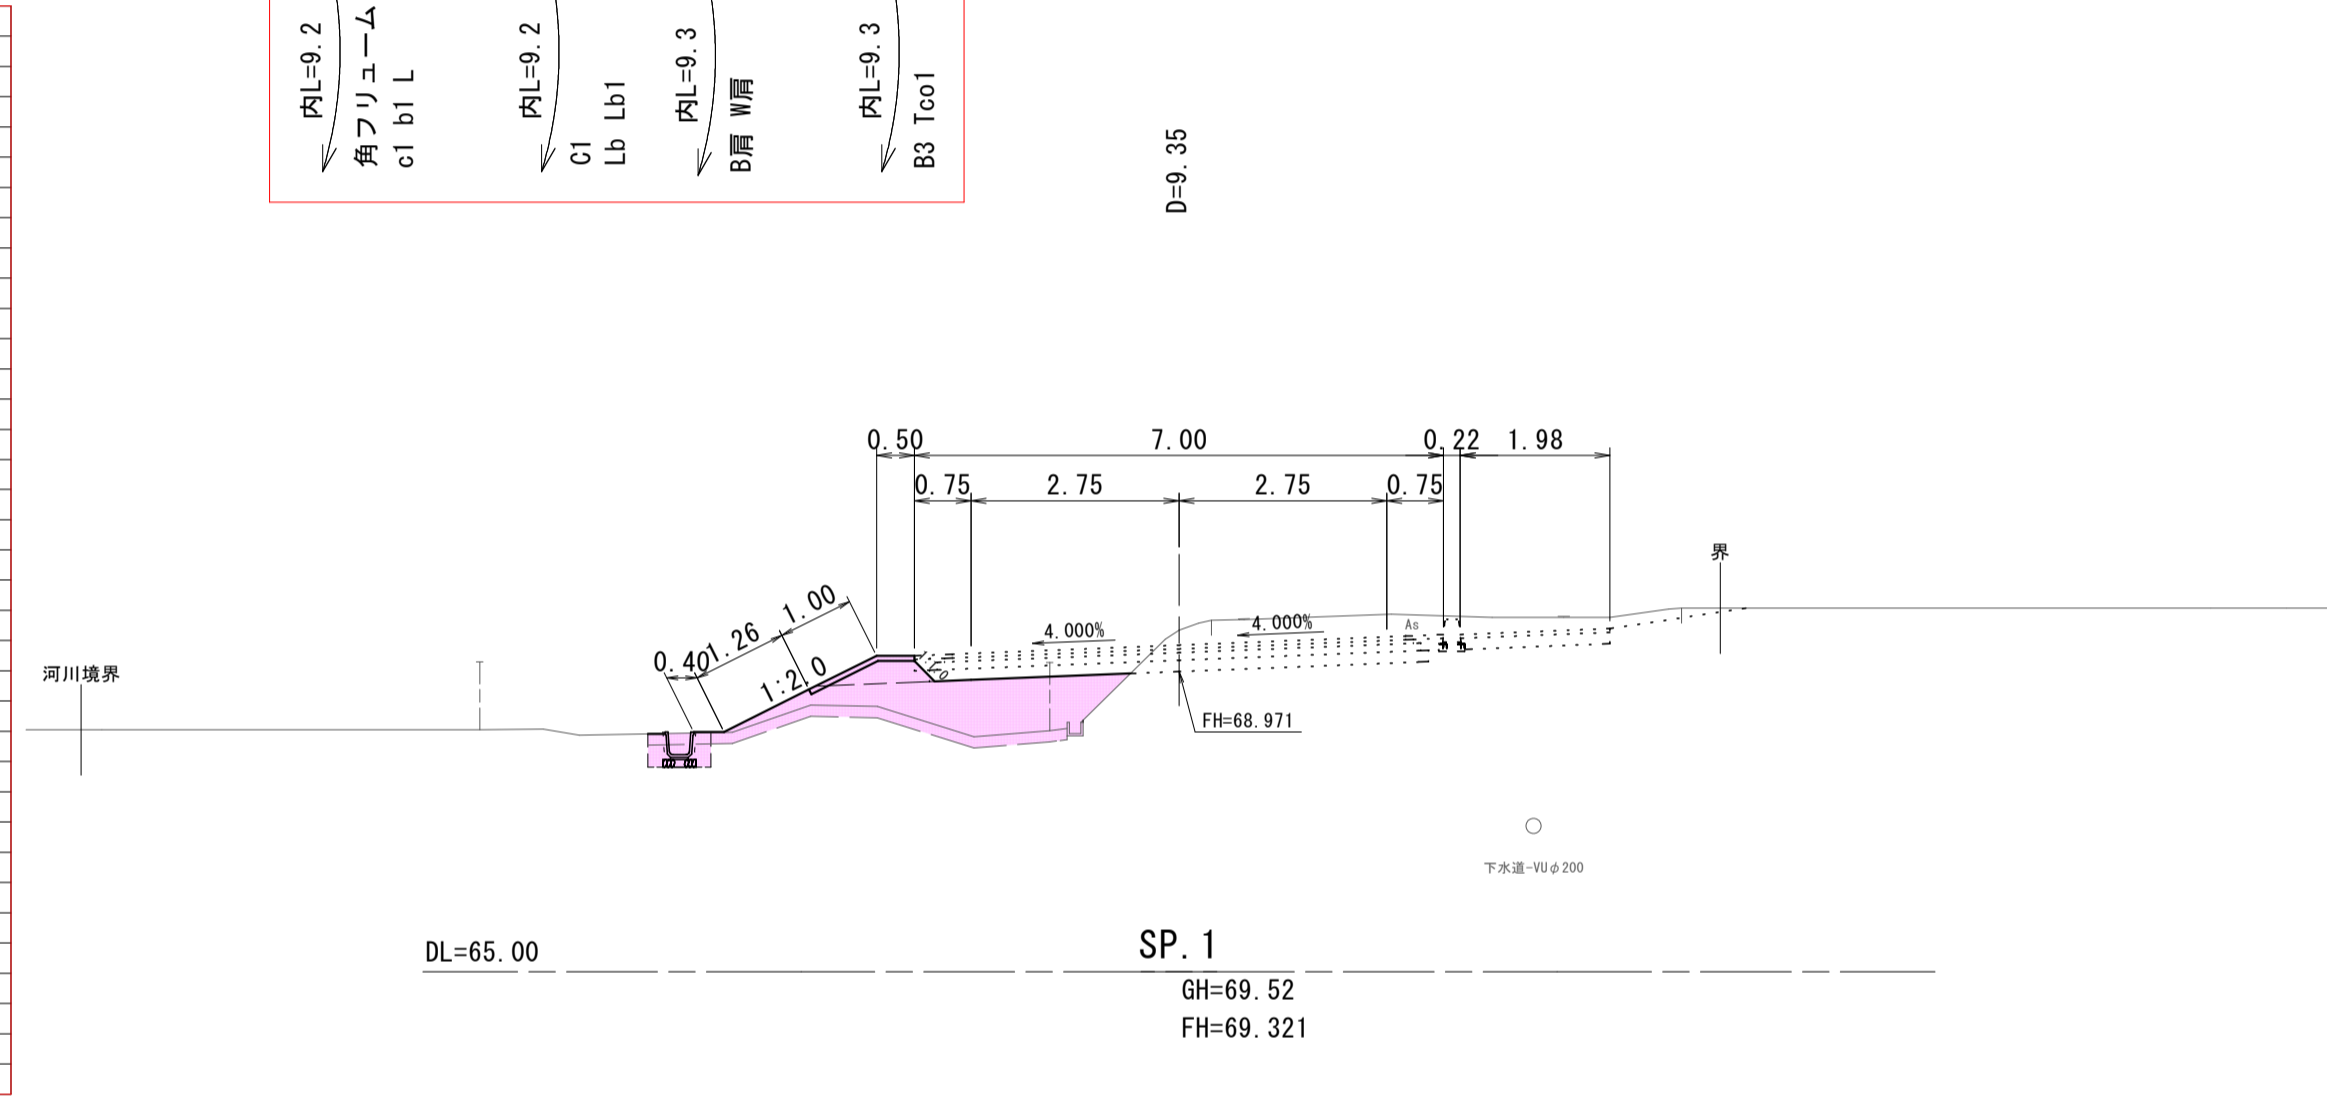 内L=9.2
角フリューム
c1 b1 L
内L=9.2
C1
Lb Lb1
内L=9.3
B肩 W肩
内L=9.3
B3 Tco1
D=9.35
0.50
7.00
0.22
1.98
0.75
2.75
2.75
0.75
界
1.00
1.26
0.40
1:2.0
4.000%
4.000%
As
河川境界
FH=68.971
下水道-VUφ200
DL=65.00
SP.1
GH=69.52
FH=69.321